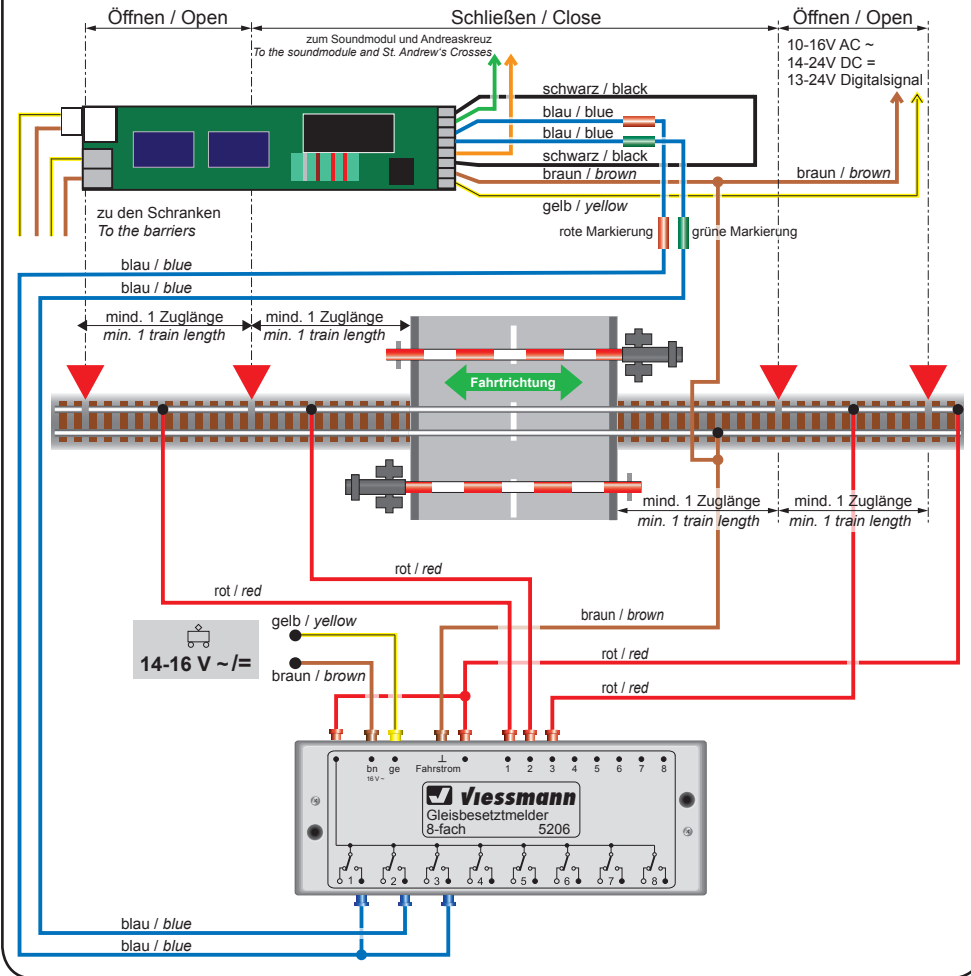 Öffnen / Open
Schließen / Close
Öffnen / Open
zum Soundmodul und Andreaskreuz
To the soundmodule and St. Andrew's Crosses
10-16V AC ~
14-24V DC =
13-24V Digitalsignal
schwarz / black
blau / blue
blau / blue
schwarz / black
braun / brown
braun / brown
gelb / yellow
zu den Schranken
To the barriers
rote Markierung
grüne Markierung
blau / blue
blau / blue
mind. 1 Zuglänge
min. 1 train length
mind. 1 Zuglänge
min. 1 train length
Fahrtrichtung
mind. 1 Zuglänge
min. 1 train length
mind. 1 Zuglänge
min. 1 train length
rot / red
rot / red
gelb / yellow
braun / brown
14-16 V ~/=
braun / brown
rot / red
rot / red
bn ge ⊥ Fahrstrom 1 2 3 4 5 6 7 8
16 V ~
Viessmann
Gleisbesetztmelder
8-fach 5206
1 2 3 4 5 6 7 8
blau / blue
blau / blue